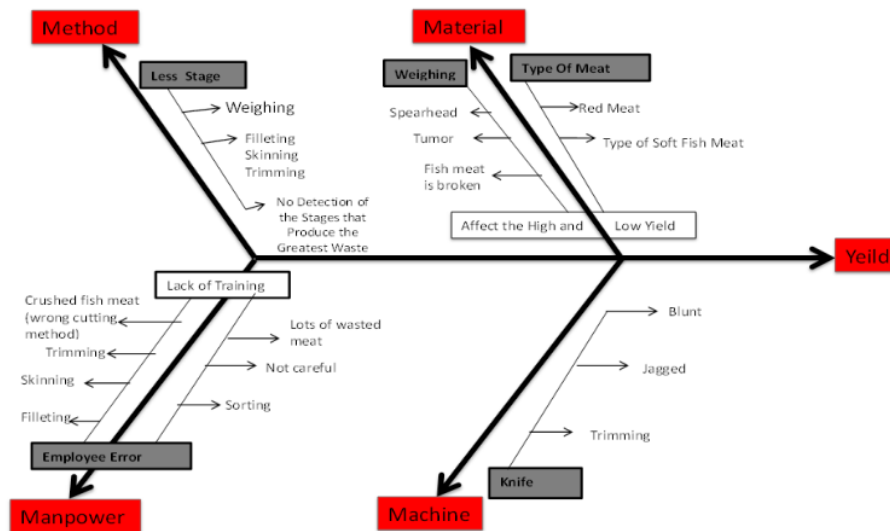 Method
Material
Less Stage
Weighing
Filleting
Skinning
Trimming
No Detection of
the Stages that
Produce the
Greatest Waste
Weighing
Spearhead
Tumor
Fish meat
is broken
Type Of Meat
Red Meat
Type of Soft Fish Meat
Affect the High and
Low Yield
Yeild
Lack of Training
Crushed fish meat
(wrong cutting
method)
Trimming
Skinning
Filleting
Lots of wasted
meat
Not careful
Sorting
Employee Error
Manpower
Blunt
Jagged
Trimming
Knife
Machine